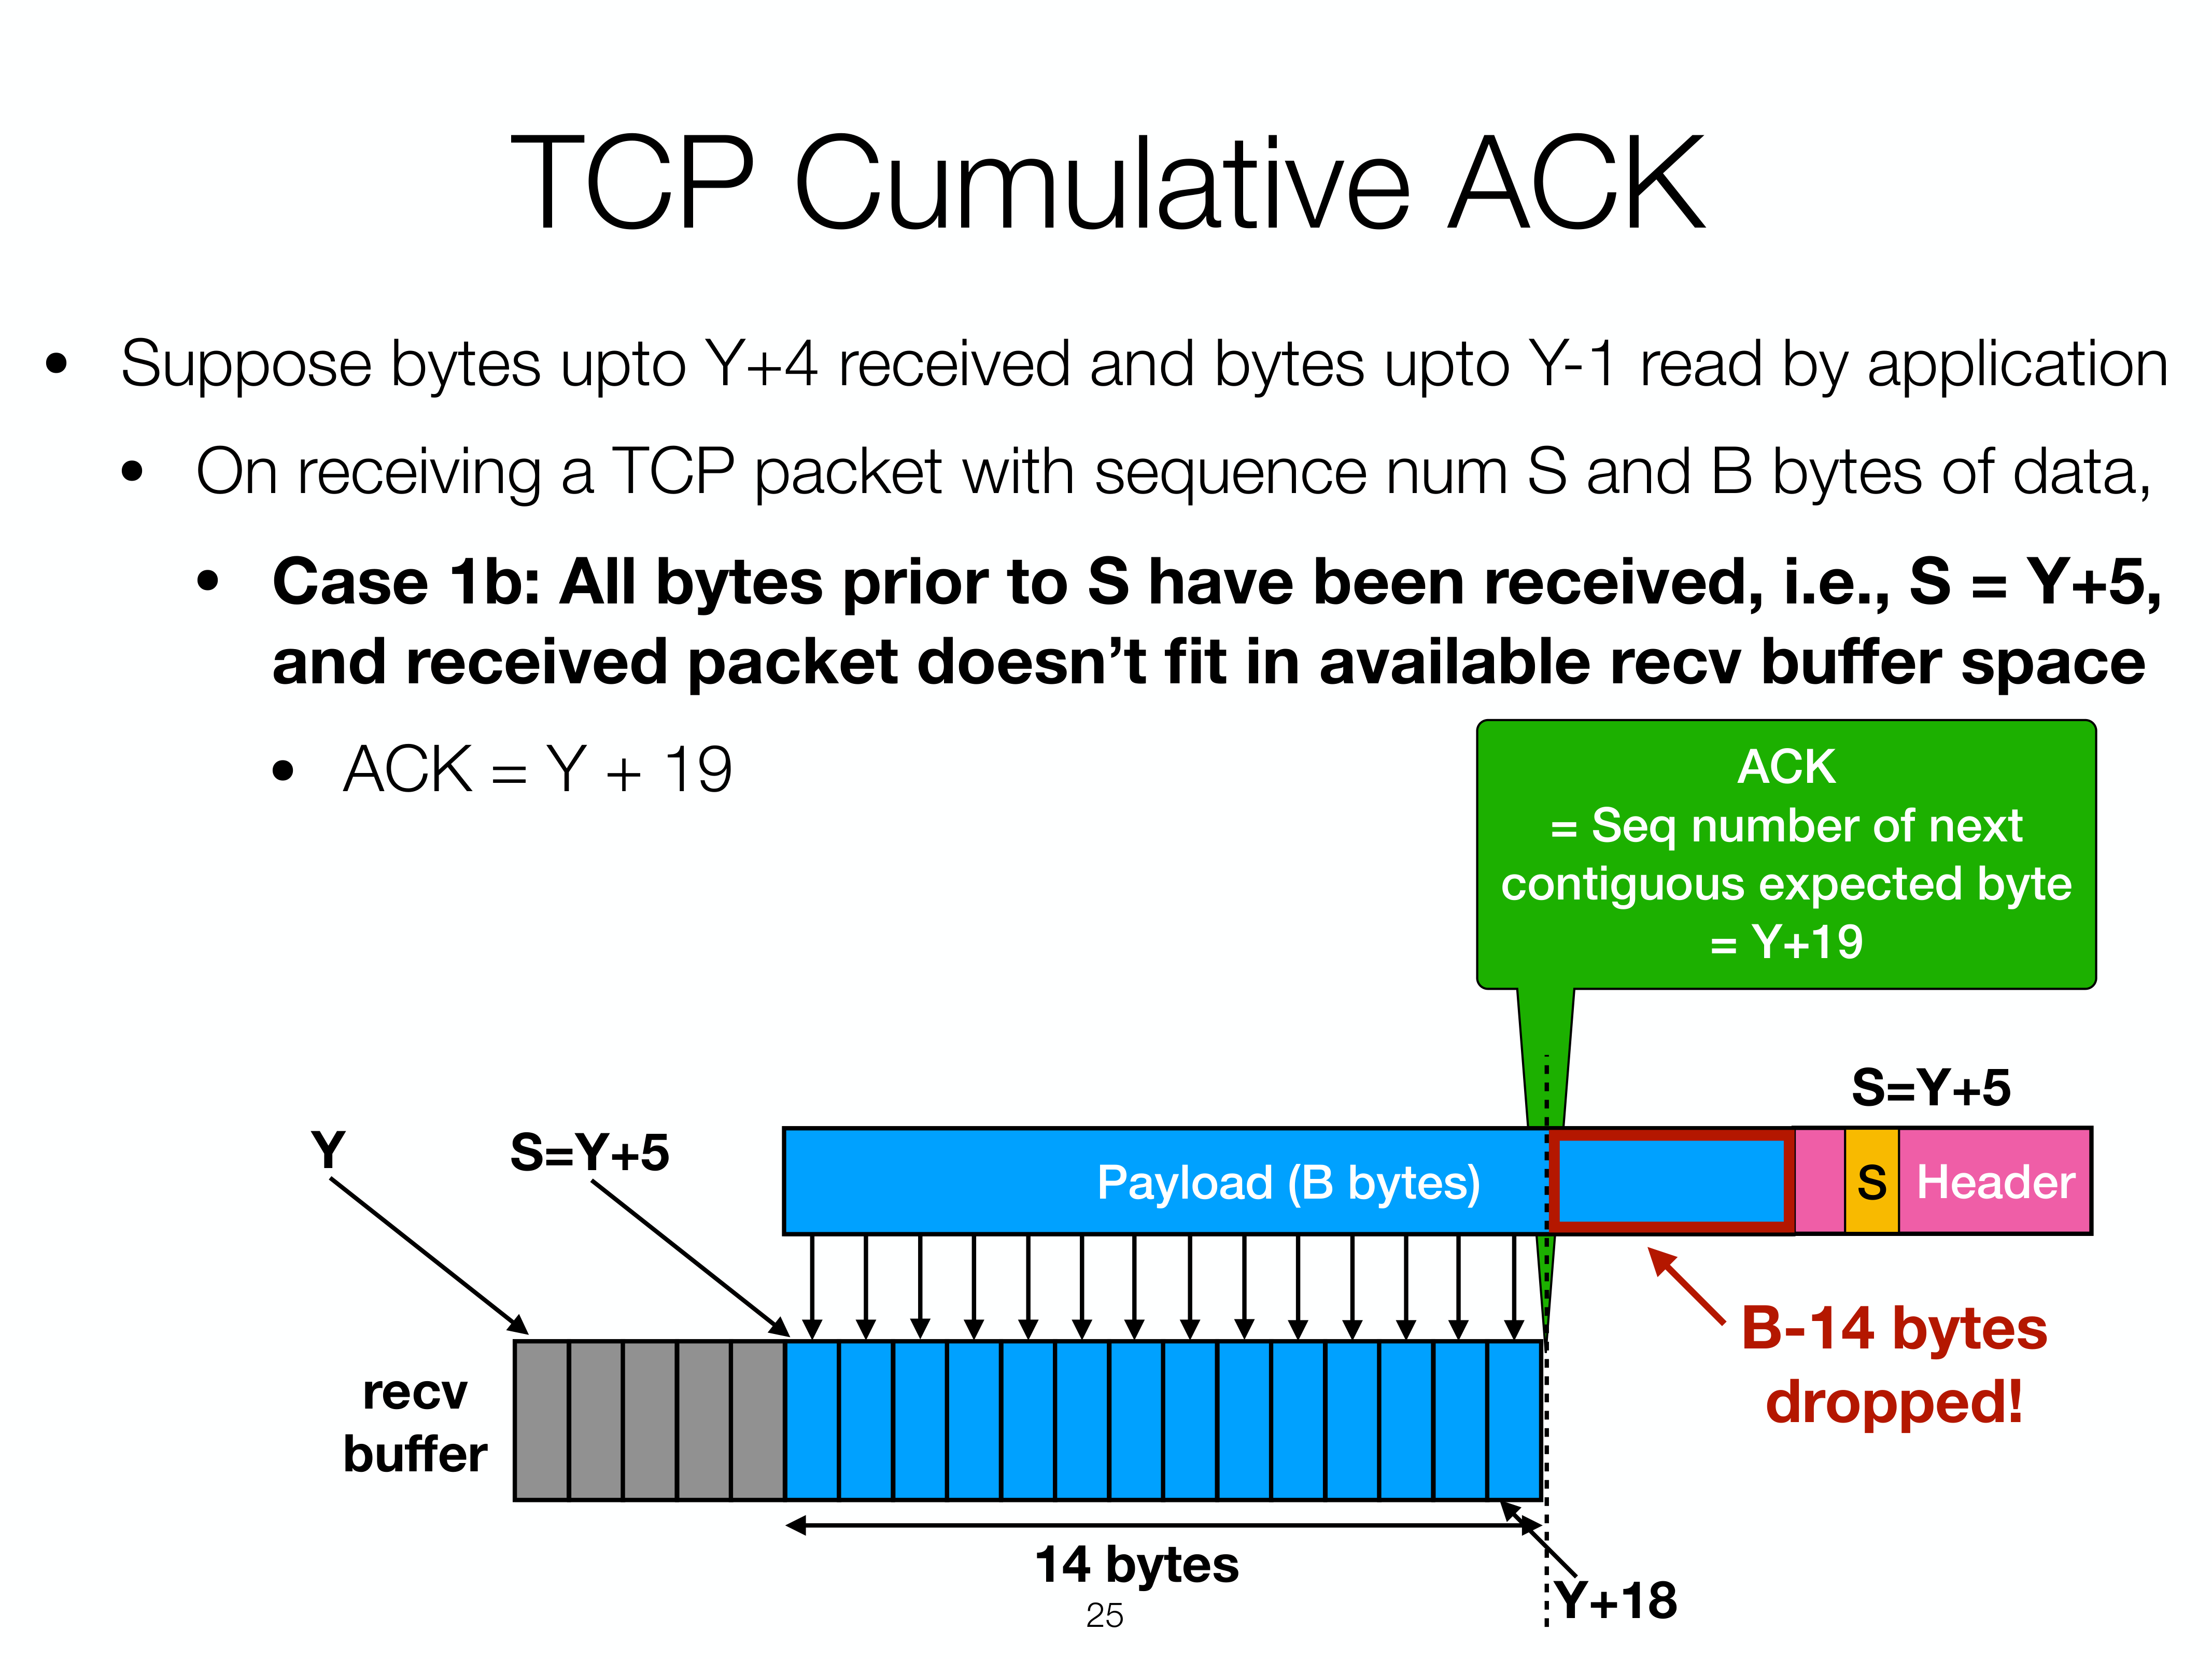 TCP Cumulative ACK
• Suppose bytes upto Y+4 received and bytes upto Y-1 read by application
• On receiving a TCP packet with sequence num S and B bytes of data,
• Case 1b: All bytes prior to S have been received, i.e., S = Y+5,
and received packet doesn’t fit in available recv buffer space
• ACK = Y + 19
ACK
= Seq number of next
contiguous expected byte
= Y+19
S=Y+5
Y
S=Y+5
Payload (B bytes)
S
Header
B-14 bytes
dropped!
recv
buffer
14 bytes
Y+18
25